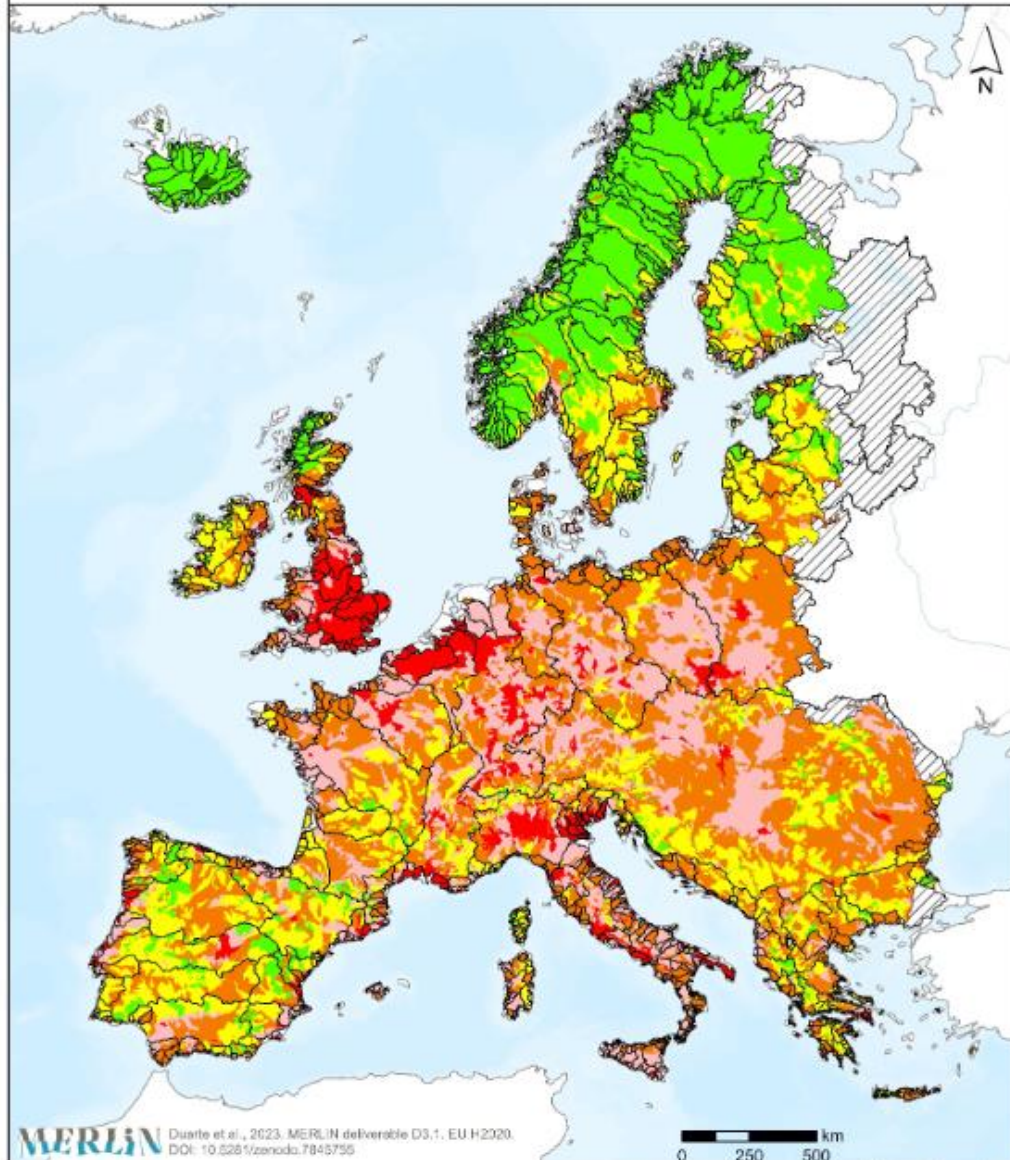 N
MERLiN
Duarte et al., 2023. MERLIN deliverable D3.1. EU H2020.
DOI: 10.5281/zenodo.7845755
km
0 250 500